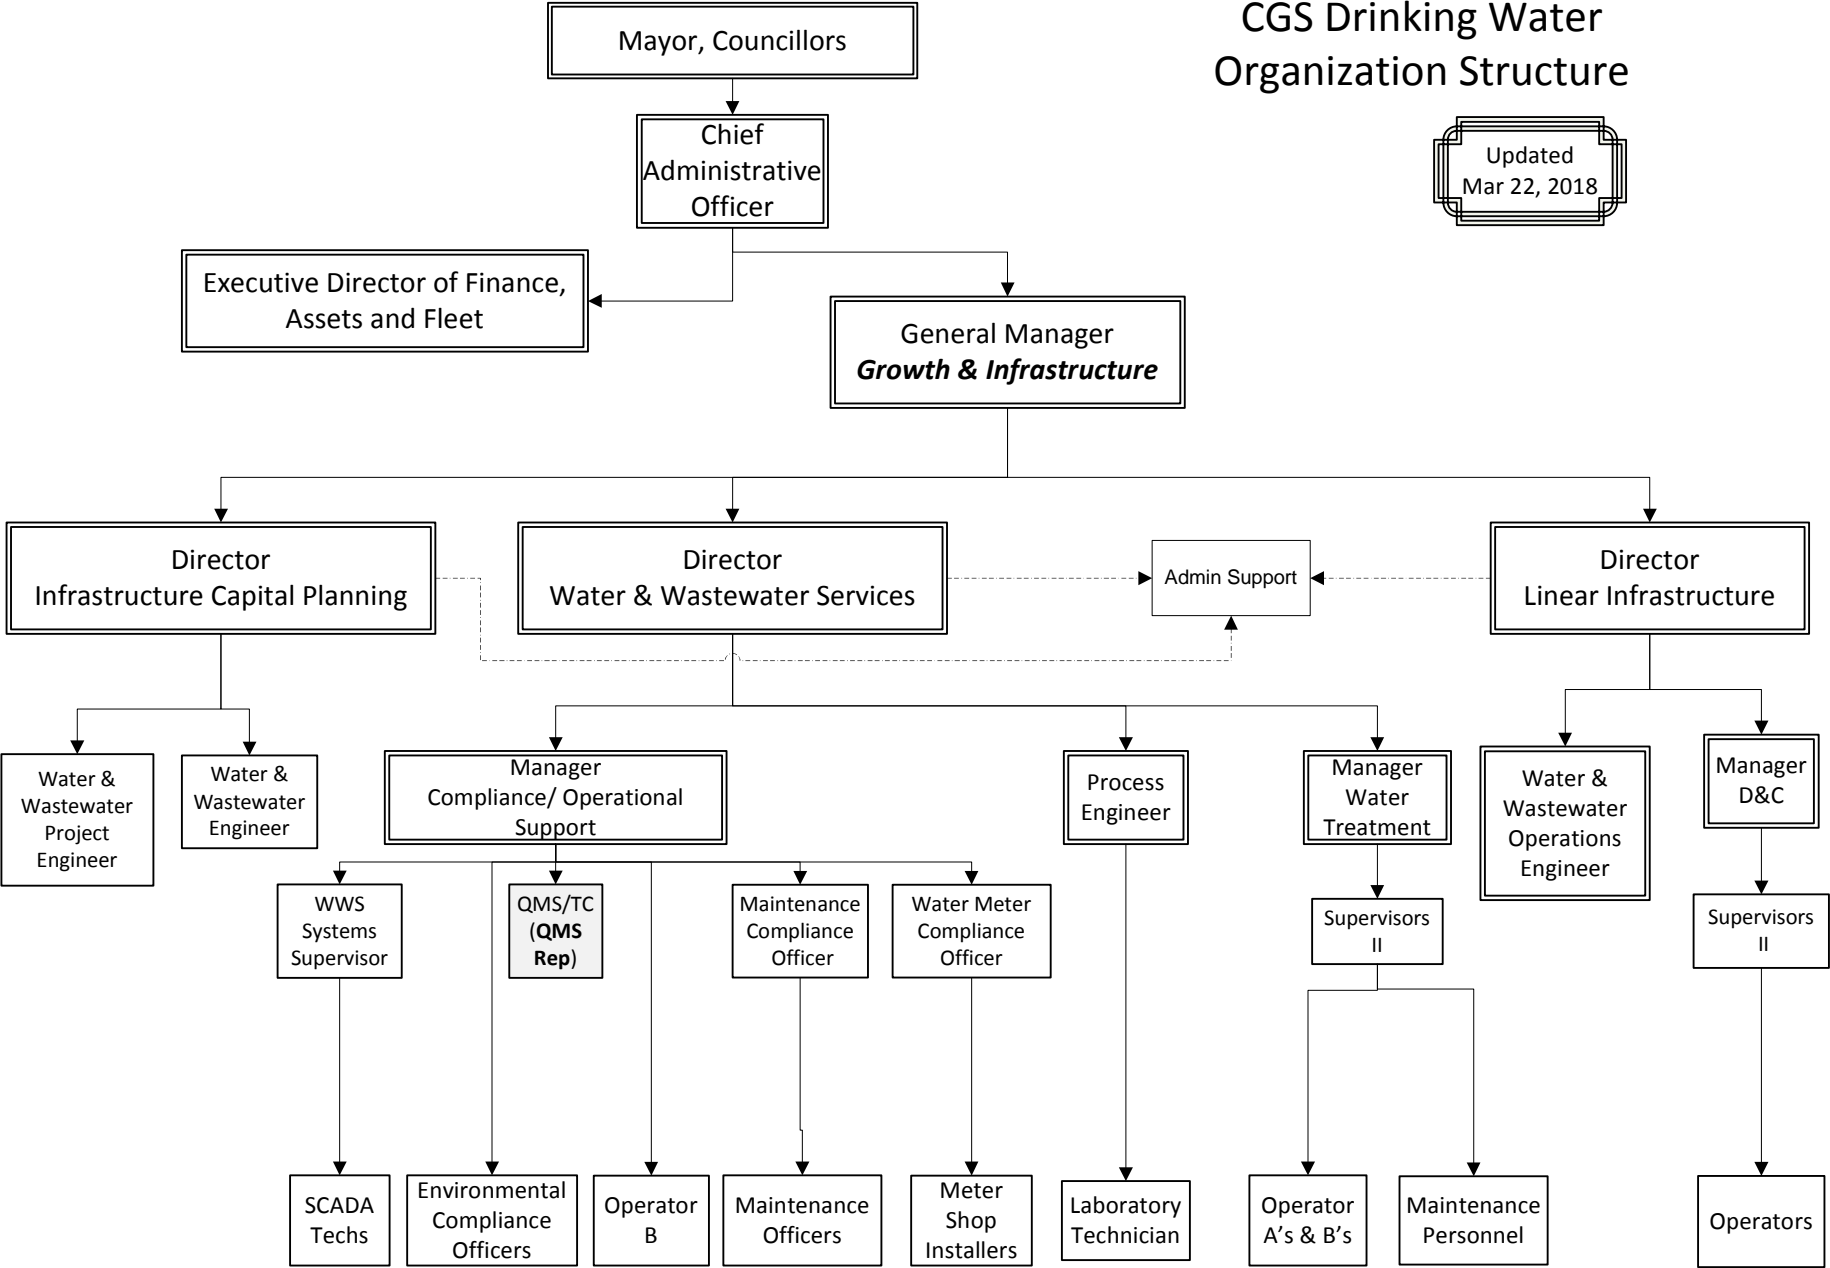 CGS Drinking Water
Organization Structure
Updated
Mar 22, 2018
Mayor, Councillors
Chief
Administrative
Officer
Executive Director of Finance,
Assets and Fleet
General Manager
Growth & Infrastructure
Director
Infrastructure Capital Planning
Director
Water & Wastewater Services
Admin Support
Director
Linear Infrastructure
Water &
Wastewater
Project
Engineer
Water &
Wastewater
Engineer
Manager
Compliance/ Operational
Support
Process
Engineer
Manager
Water
Treatment
Water &
Wastewater
Operations
Engineer
Manager
D&C
WWS
Systems
Supervisor
QMS/TC
(QMS
Rep)
Maintenance
Compliance
Officer
Water Meter
Compliance
Officer
Supervisors
II
Supervisors
II
SCADA
Techs
Environmental
Compliance
Officers
Operator
B
Maintenance
Officers
Meter
Shop
Installers
Laboratory
Technician
Operator
A’s & B’s
Maintenance
Personnel
Operators